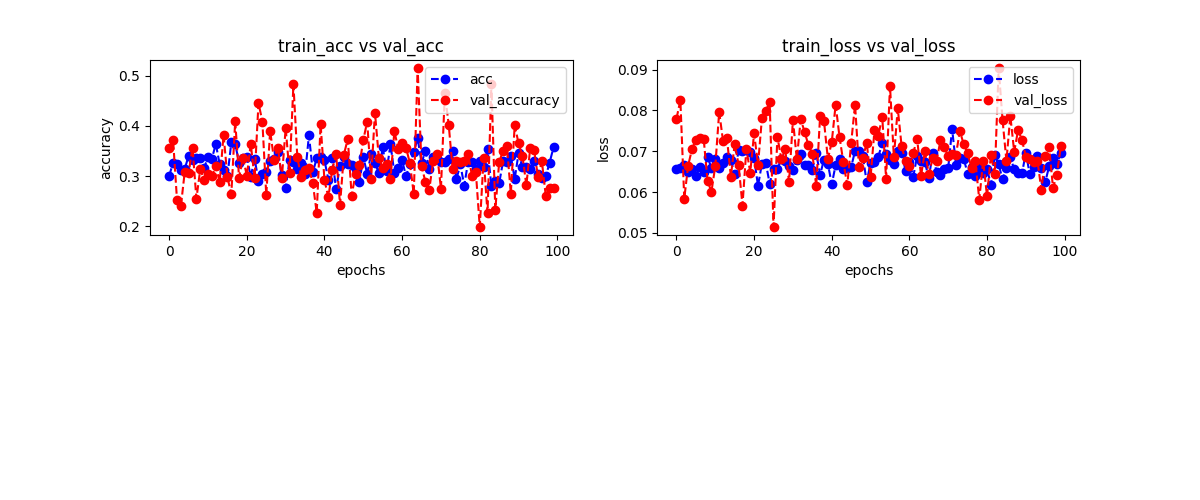 train_acc vs val_acc
0.5
0.4
0.3
0.2
accuracy
acc
val_accuracy
0 20 40 60 80 100
epochs
train_loss vs val_loss
0.09
0.08
0.07
0.06
0.05
loss
loss
val_loss
0 20 40 60 80 100
epochs